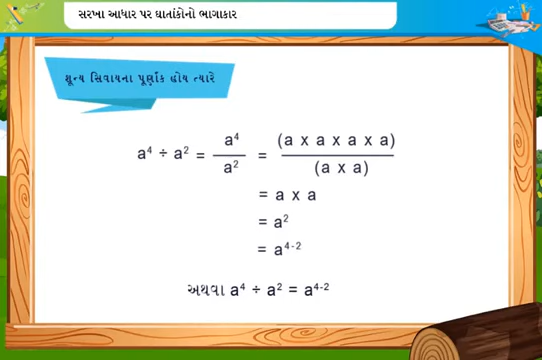 સરખા આધાર પર ઘાતાંકોનો ભાગાકાર
શૂન્ય સિવાયના પૂર્ણાંક હોય ત્યારે
a⁴ ÷ a² = a⁴/a² = (a x a x a x a)/(a x a)
= a x a
= a²
= a⁴⁻²
અથવા a⁴ ÷ a² = a⁴⁻²